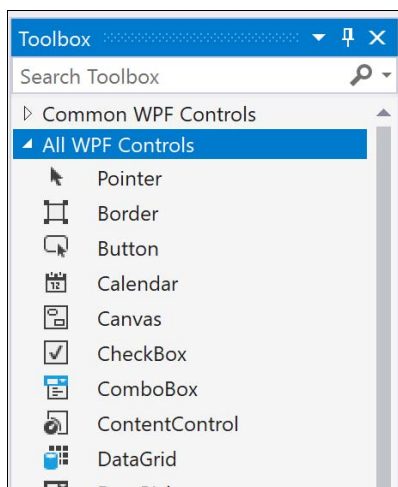 Toolbox
Search Toolbox
Common WPF Controls
All WPF Controls
Pointer
Border
Button
Calendar
Canvas
CheckBox
ComboBox
ContentControl
DataGrid